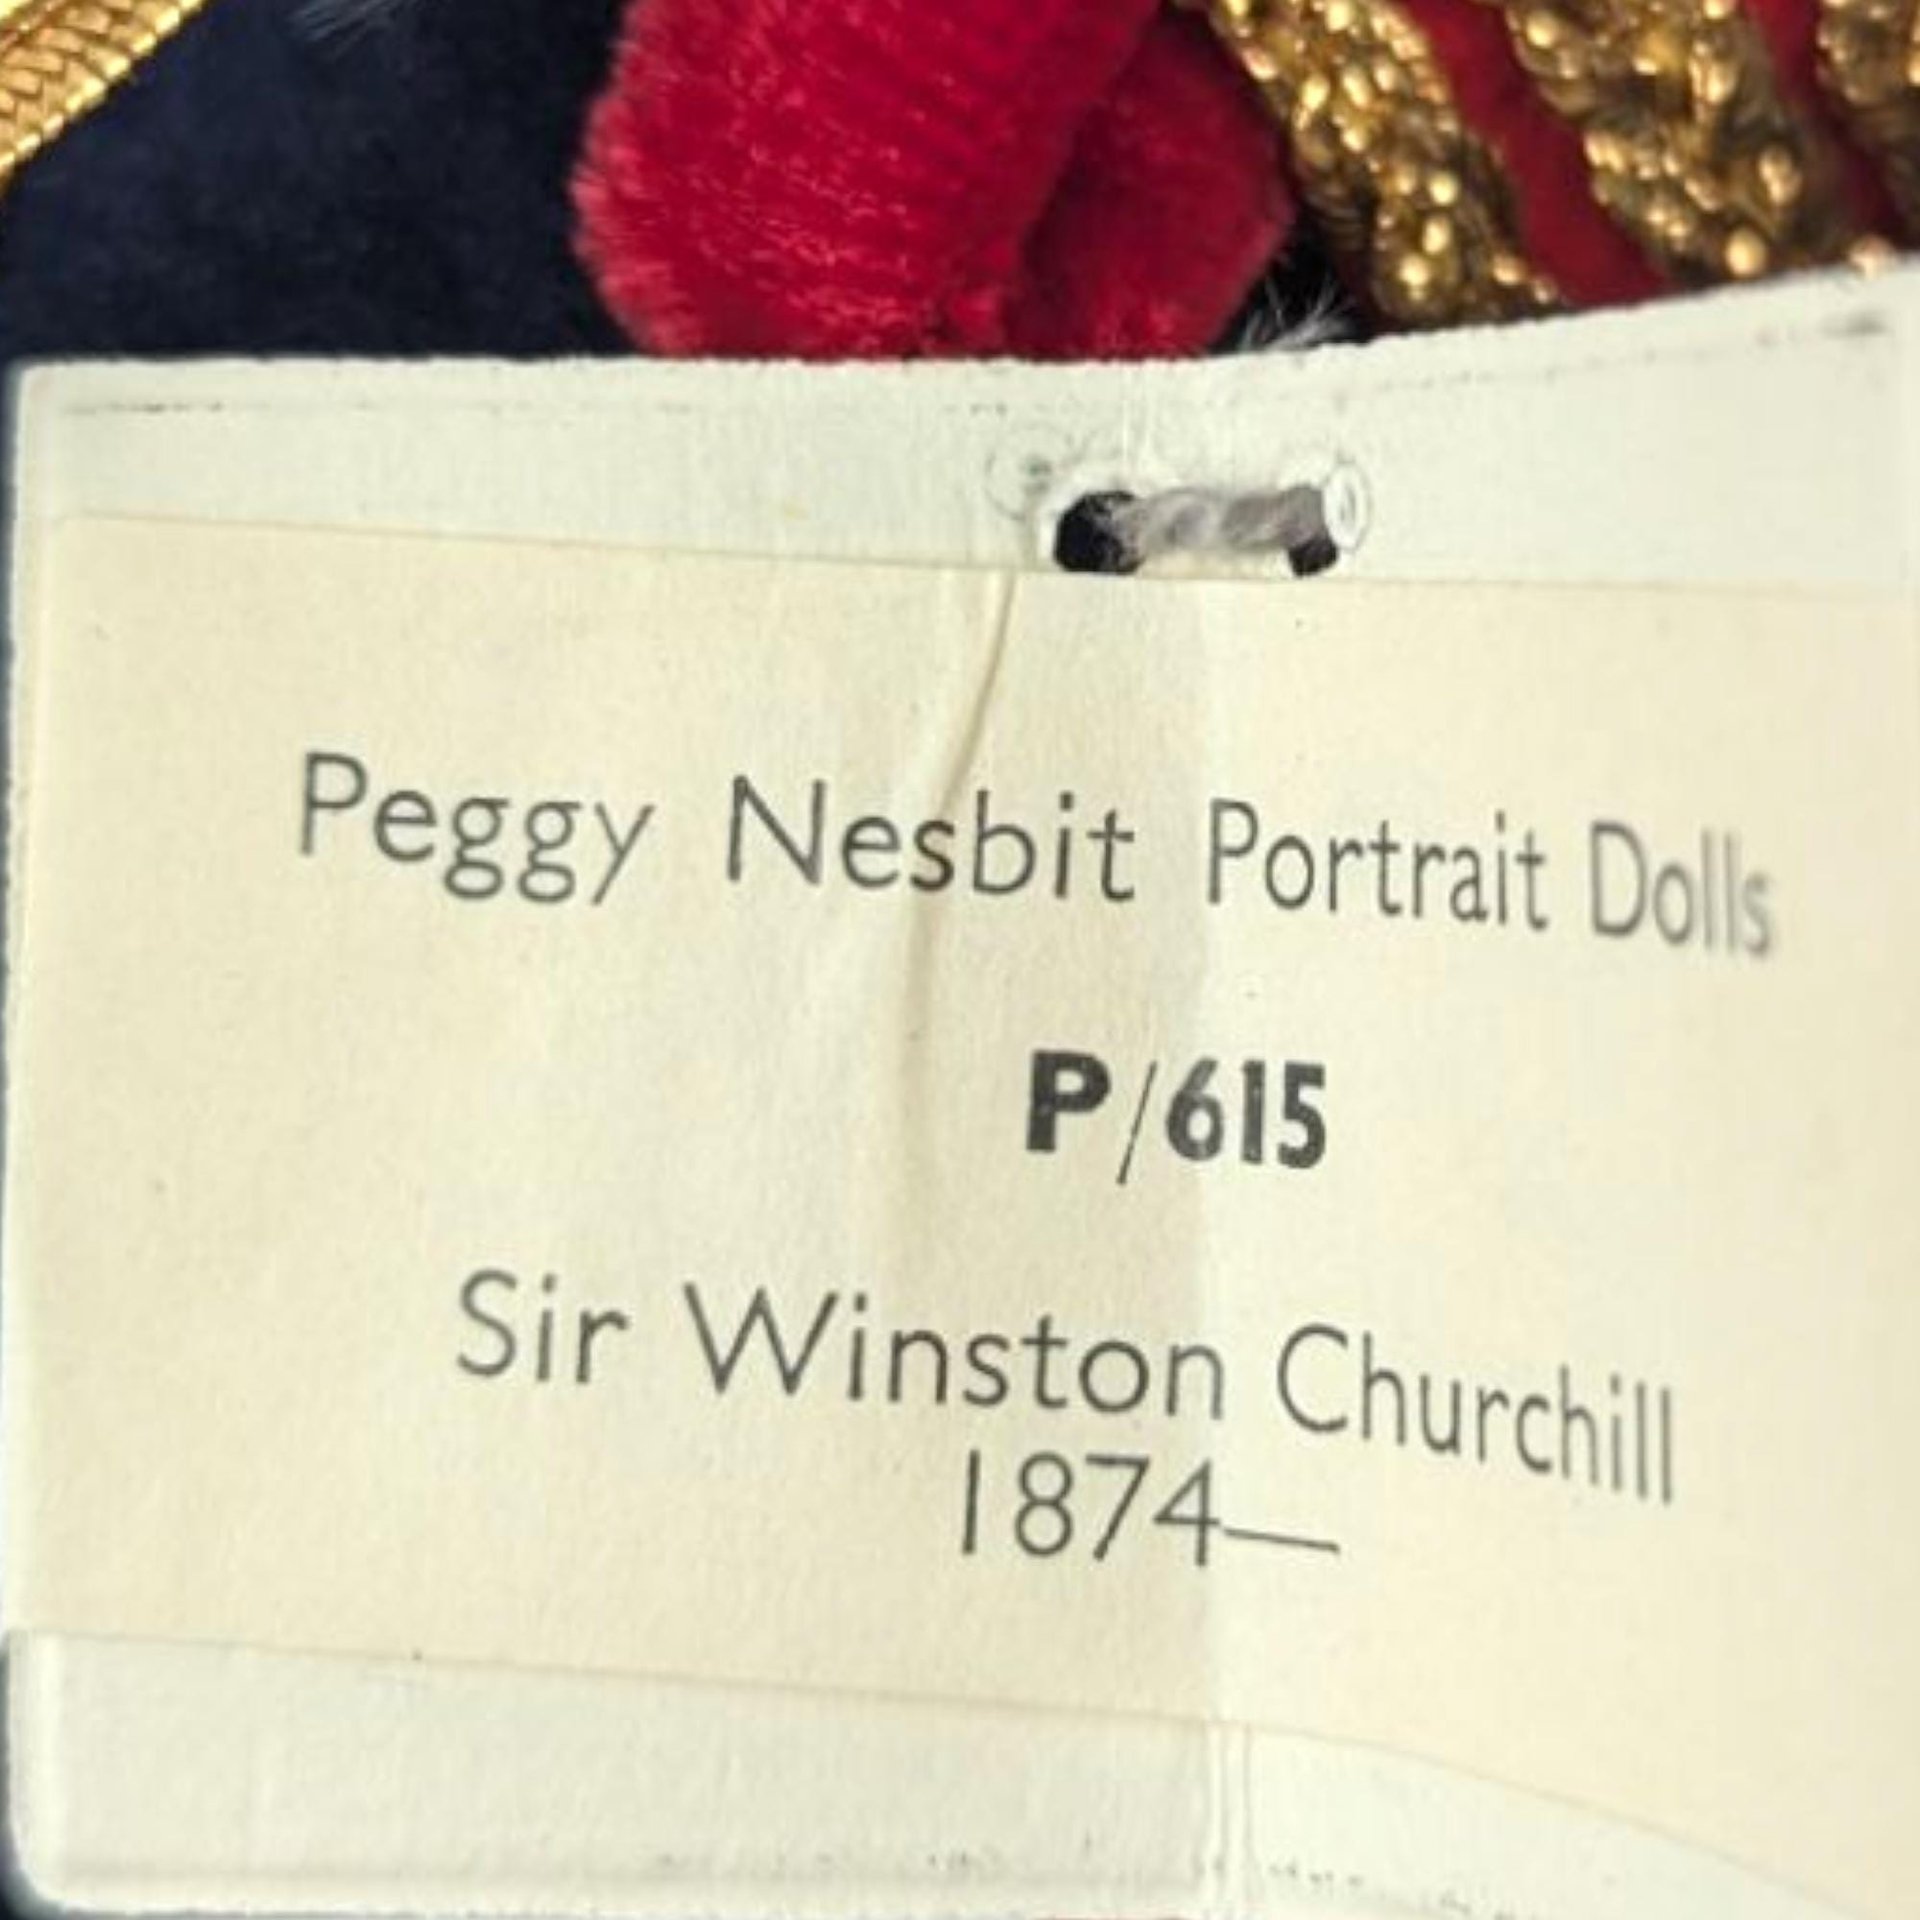 Peggy Nesbit Portrait Dolls
P/615
Sir Winston Churchill
1874—